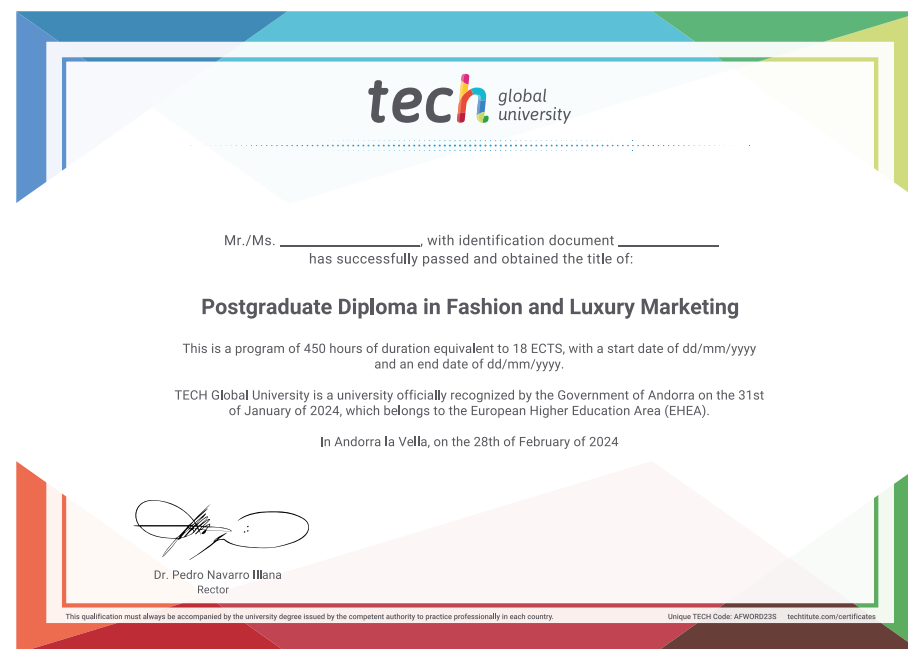 tech global
university
Mr./Ms. ____________, with identification document ____________
has successfully passed and obtained the title of:
Postgraduate Diploma in Fashion and Luxury Marketing
This is a program of 450 hours of duration equivalent to 18 ECTS, with a start date of dd/mm/yyyy
and an end date of dd/mm/yyyy.
TECH Global University is a university officially recognized by the Government of Andorra on the 31st
of January of 2024, which belongs to the European Higher Education Area (EHEA).
In Andorra la Vella, on the 28th of February of 2024
Dr. Pedro Navarro Illana
Rector
This qualification must always be accompanied by the university degree issued by the competent authority to practice professionally in each country. Unique TECH Code: AFWORD23S techtitute.com/certificates